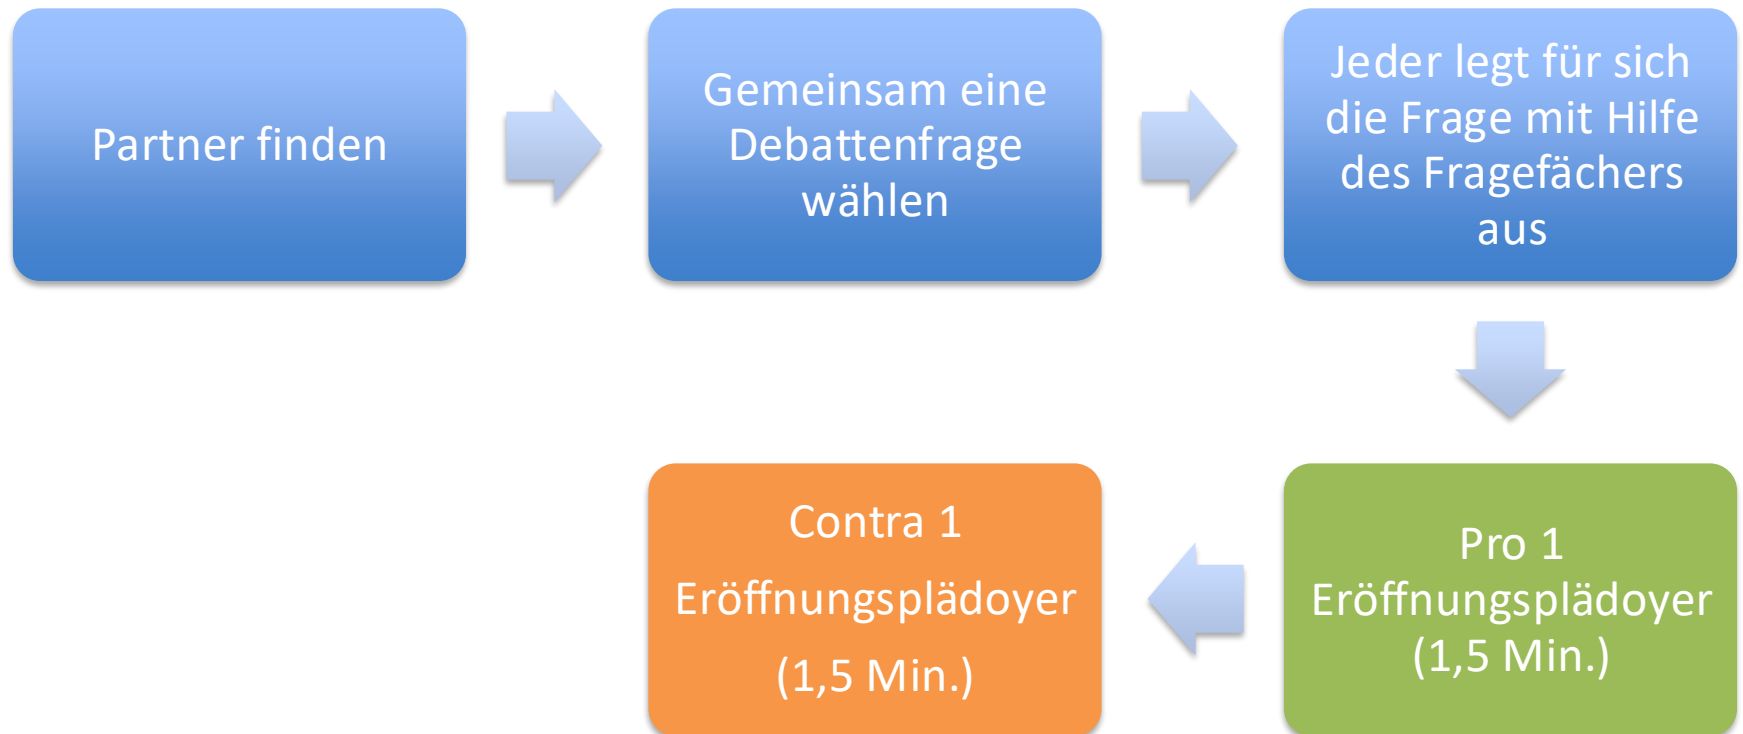 Partner finden
Gemeinsam eine
Debattenfrage
wählen
Jeder legt für sich
die Frage mit Hilfe
des Fragefächers
aus
Pro 1
Eröffnungsplädoyer
(1,5 Min.)
Contra 1
Eröffnungsplädoyer
(1,5 Min.)